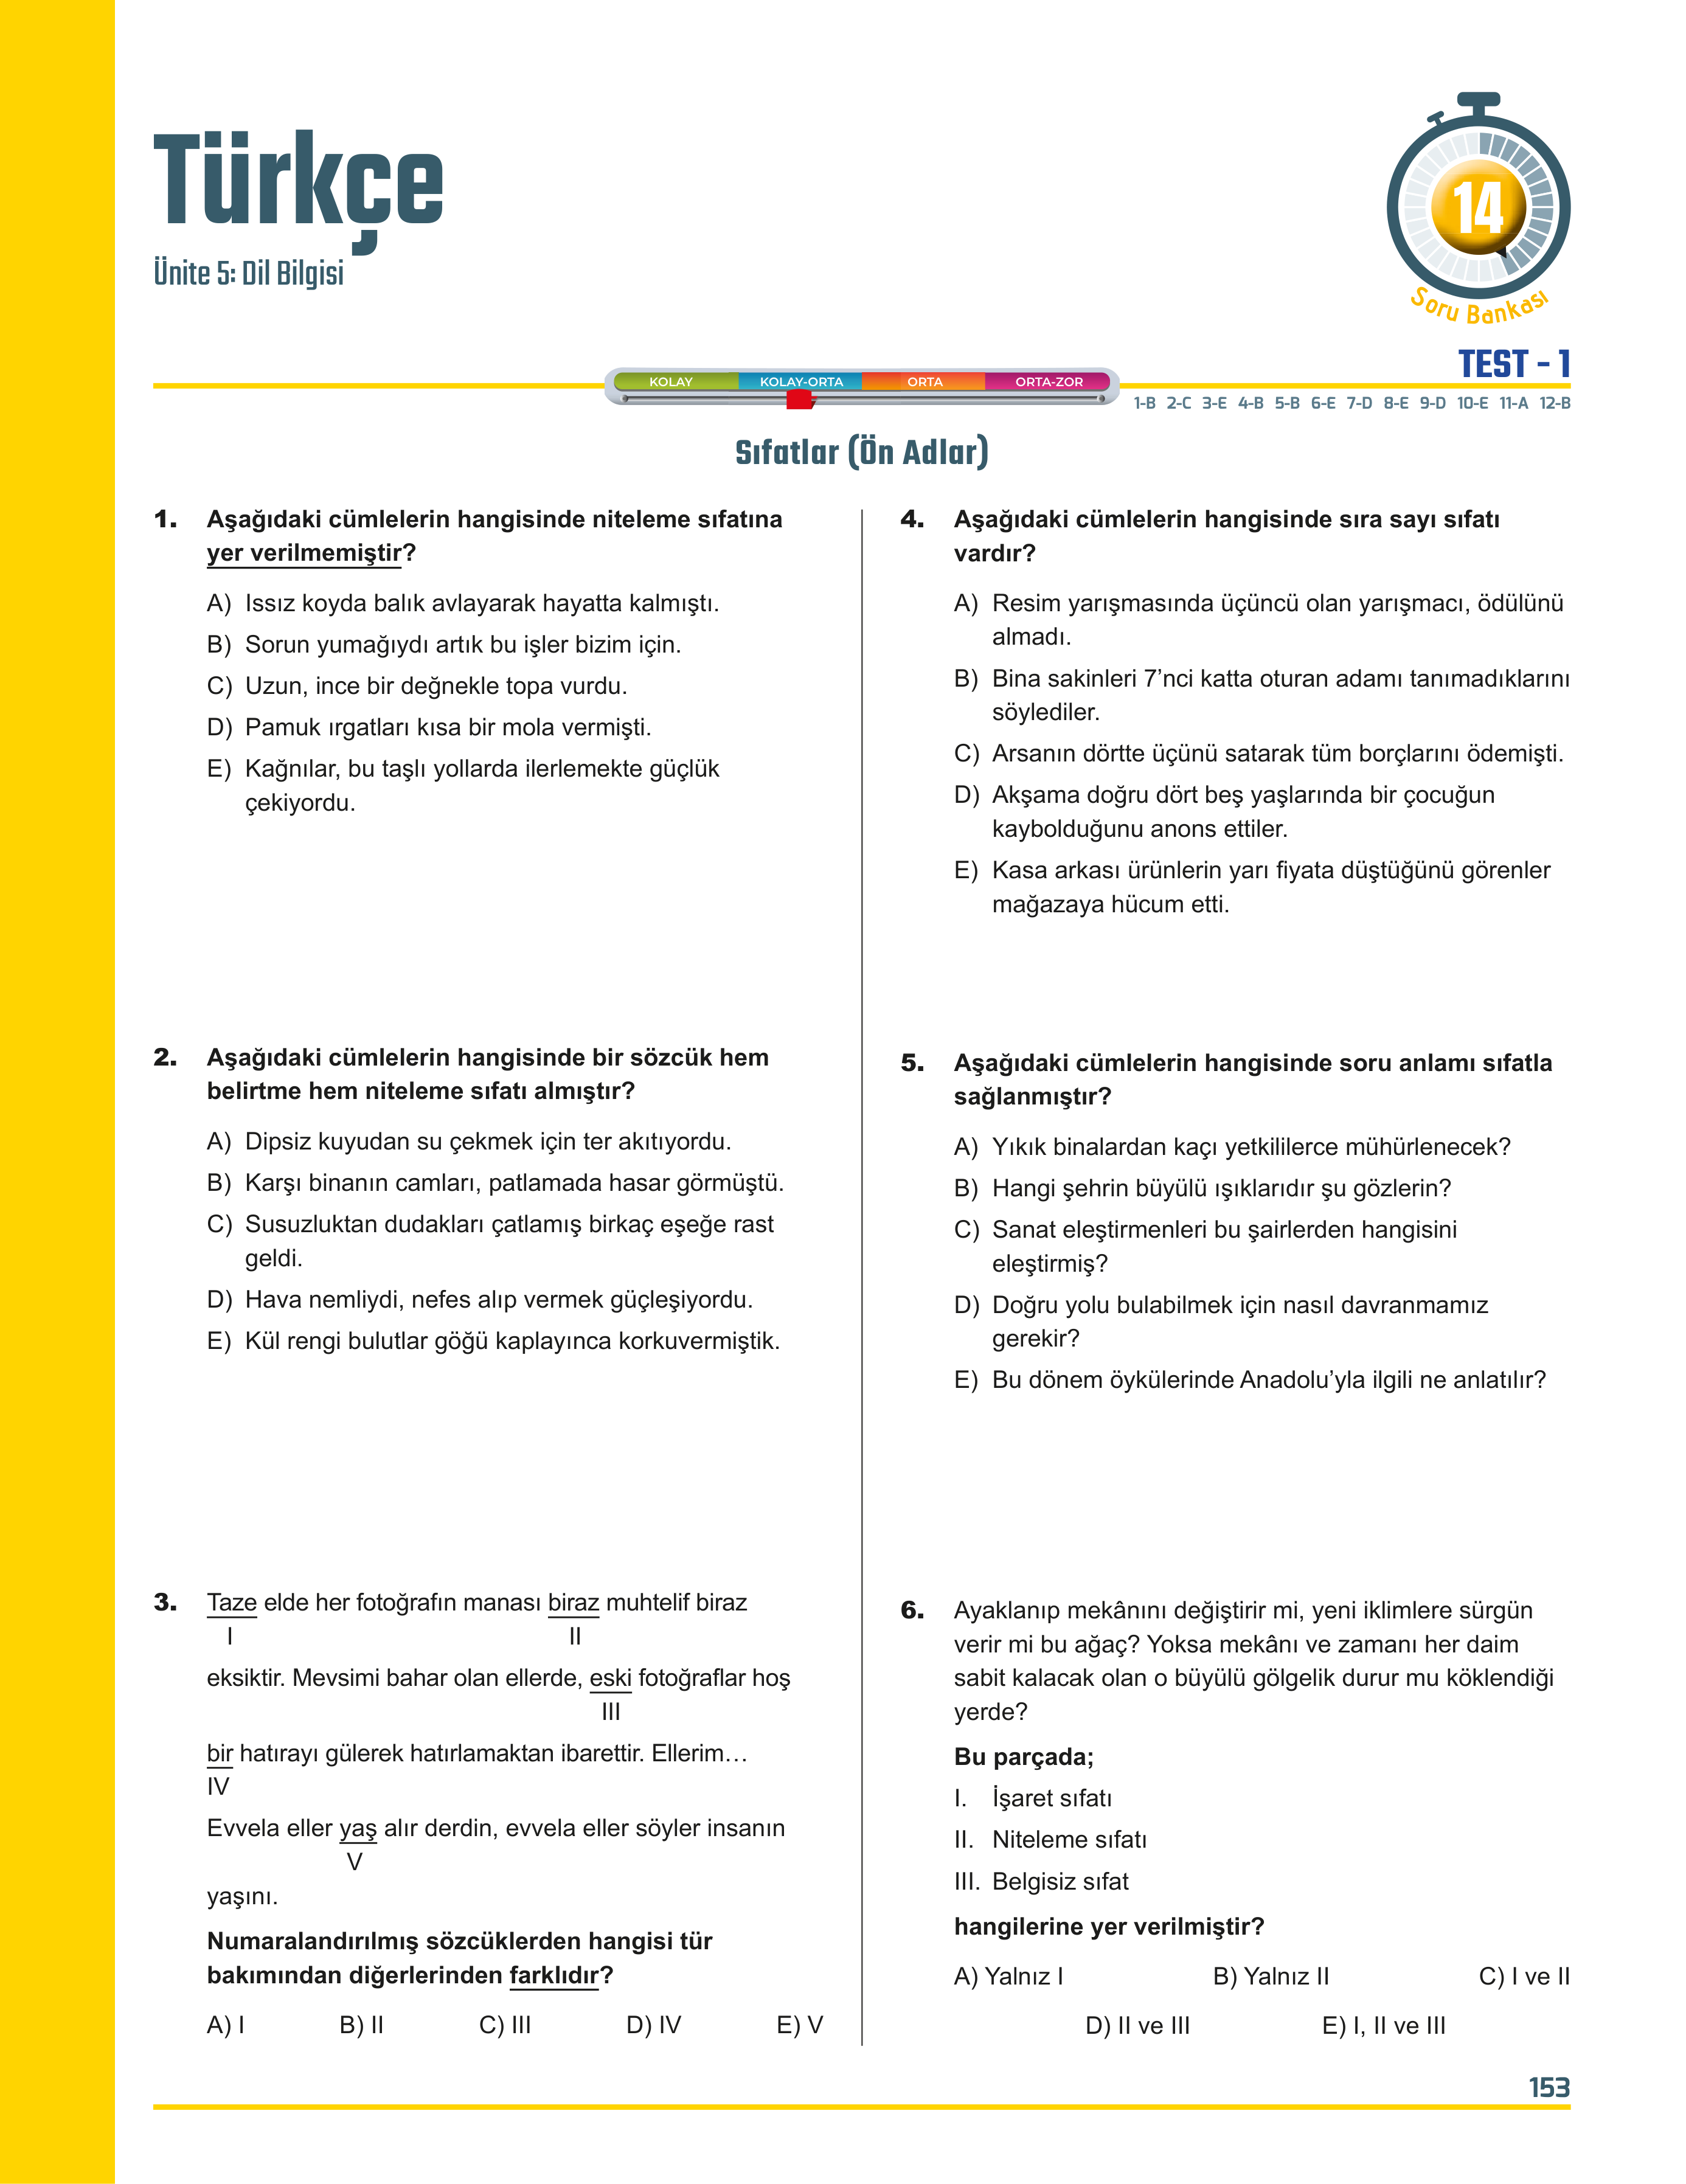 Türkçe
Ünite 5: Dil Bilgisi
14
Soru Bankası
TEST - 1
KOLAY KOLAY-ORTA ORTA ORTA-ZOR
1-B 2-C 3-E 4-B 5-B 6-E 7-D 8-E 9-D 10-E 11-A 12-B
Sıfatlar (Ön Adlar)
1. Aşağıdaki cümlelerin hangisinde niteleme sıfatına
yer verilmemiştir?
A) Issız koyda balık avlayarak hayatta kalmıştı.
B) Sorun yumağıydı artık bu işler bizim için.
C) Uzun, ince bir değnekle topa vurdu.
D) Pamuk ırgatları kısa bir mola vermişti.
E) Kağnılar, bu taşlı yollarda ilerlemekte güçlük
çekiyordu.
2. Aşağıdaki cümlelerin hangisinde bir sözcük hem
belirtme hem niteleme sıfatı almıştır?
A) Dipsiz kuyudan su çekmek için ter akıtıyordu.
B) Karşı binanın camları, patlamada hasar görmüştü.
C) Susuzluktan dudakları çatlamış birkaç eşeğe rast
geldi.
D) Hava nemliydi, nefes alıp vermek güçleşiyordu.
E) Kül rengi bulutlar göğü kaplayınca korkuvermiştik.
3. Taze elde her fotoğrafın manası biraz muhtelif biraz
I II
eksiktir. Mevsimi bahar olan ellerde, eski fotoğraflar hoş
III
bir hatırayı gülerek hatırlamaktan ibarettir. Ellerim…
IV
Evvela eller yaş alır derdin, evvela eller söyler insanın
V
yaşını.
Numaralandırılmış sözcüklerden hangisi tür
bakımından diğerlerinden farklıdır?
A) I B) II C) III D) IV E) V
4. Aşağıdaki cümlelerin hangisinde sıra sayı sıfatı
vardır?
A) Resim yarışmasında üçüncü olan yarışmacı, ödülünü
almadı.
B) Bina sakinleri 7’nci katta oturan adamı tanımadıklarını
söylediler.
C) Arsanın dörtte üçünü satarak tüm borçlarını ödemişti.
D) Akşama doğru dört beş yaşlarında bir çocuğun
kaybolduğunu anons ettiler.
E) Kasa arkası ürünlerin yarı fiyata düştüğünü görenler
mağazaya hücum etti.
5. Aşağıdaki cümlelerin hangisinde soru anlamı sıfatla
sağlanmıştır?
A) Yıkık binalardan kaçı yetkililerce mühürlenecek?
B) Hangi şehrin büyülü ışıklarıdır şu gözlerin?
C) Sanat eleştirmenleri bu şairlerden hangisini
eleştirmiş?
D) Doğru yolu bulabilmek için nasıl davranmamız
gerekir?
E) Bu dönem öykülerinde Anadolu’yla ilgili ne anlatılır?
6. Ayaklanıp mekânını değiştirir mi, yeni iklimlere sürgün
verir mi bu ağaç? Yoksa mekânı ve zamanı her daim
sabit kalacak olan o büyülü gölgelik durur mu köklendiği
yerde?
Bu parçada;
I. İşaret sıfatı
II. Niteleme sıfatı
III. Belgisiz sıfat
hangilerine yer verilmiştir?
A) Yalnız I B) Yalnız II C) I ve II
D) II ve III E) I, II ve III
153